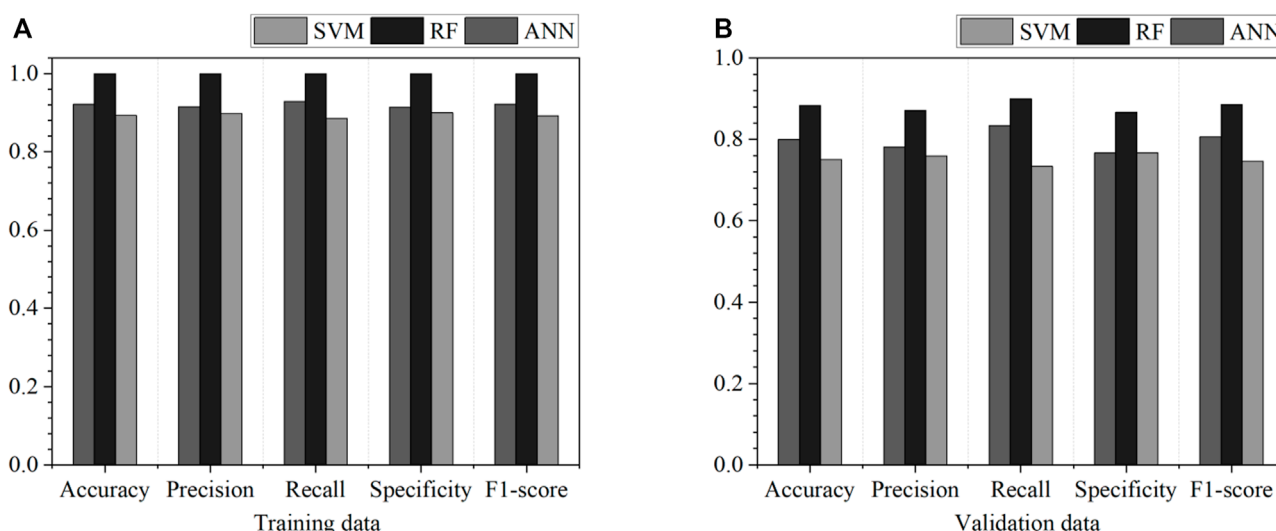 A
SVM RF ANN
1.0
0.8
0.6
0.4
0.2
0.0
Accuracy Precision Recall Specificity F1-score
Training data
B
SVM RF ANN
1.0
0.8
0.6
0.4
0.2
0.0
Accuracy Precision Recall Specificity F1-score
Validation data